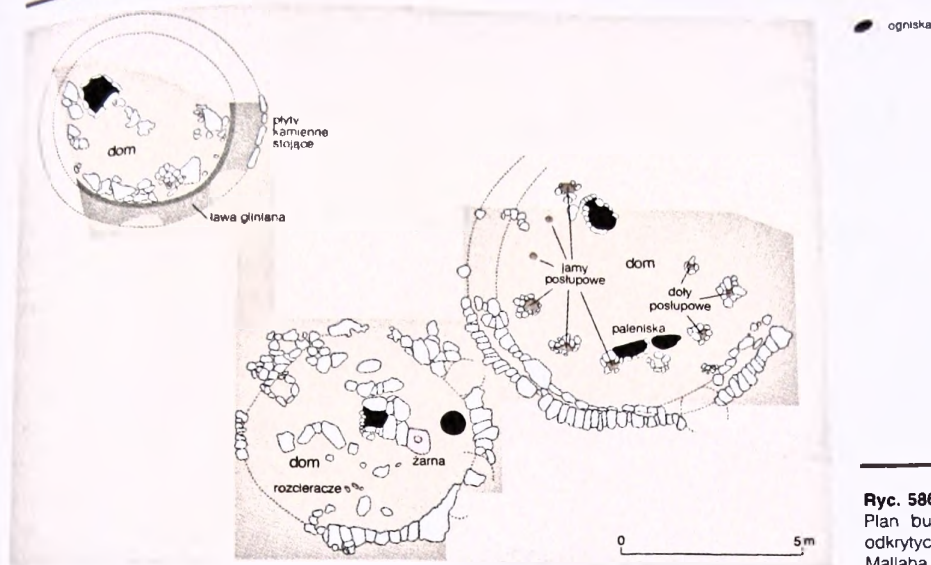 ogniska
płyty
kamienne
stojące
dom
ława gliniana
jamy
posłupowe
dom
doły
posłupowe
paleniska
dom
żarna
rozcieracze
0 5 m
Ryc. 586
Plan bu
odkrytyc
Mallaha